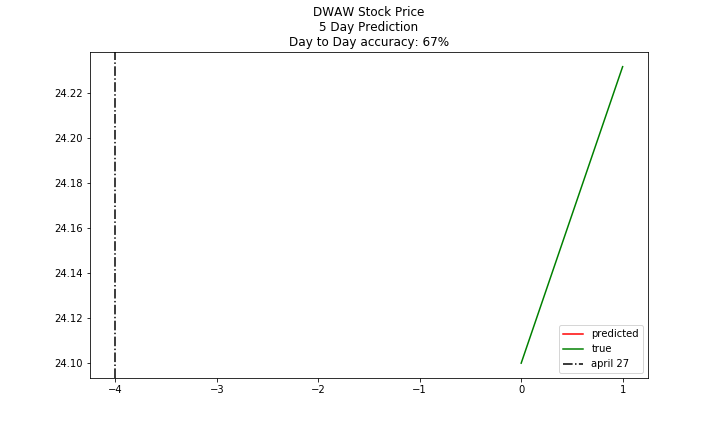 DWAW Stock Price
5 Day Prediction
Day to Day accuracy: 67%
24.22
24.20
24.18
24.16
24.14
24.12
24.10
−4
−3
−2
−1
0
1
predicted
true
april 27